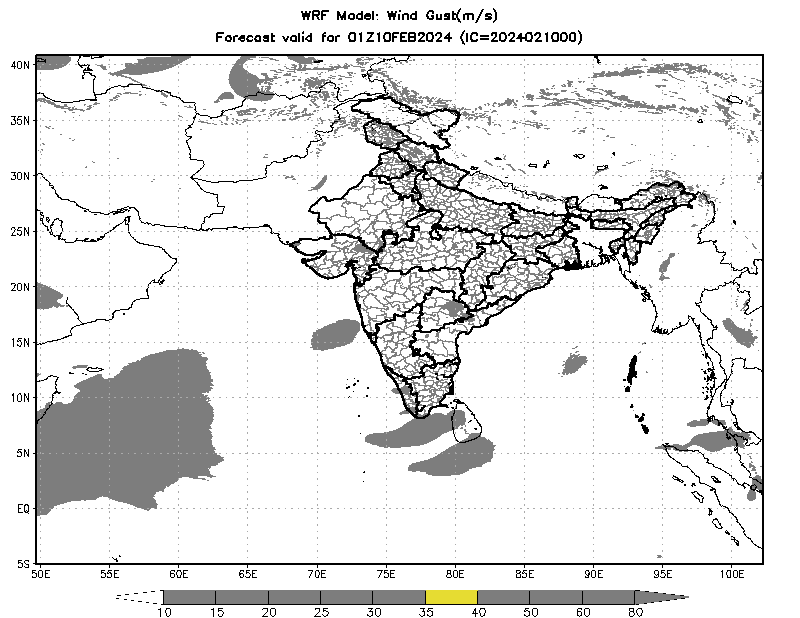 WRF Model: Wind Gust(m/s)
Forecast valid for 01Z10FEB2024 (IC=2024021000)
40N
35N
30N
25N
20N
15N
10N
5N
EQ
5S
50E 55E 60E 65E 70E 75E 80E 85E 90E 95E 100E
10 15 20 25 30 35 40 50 60 80